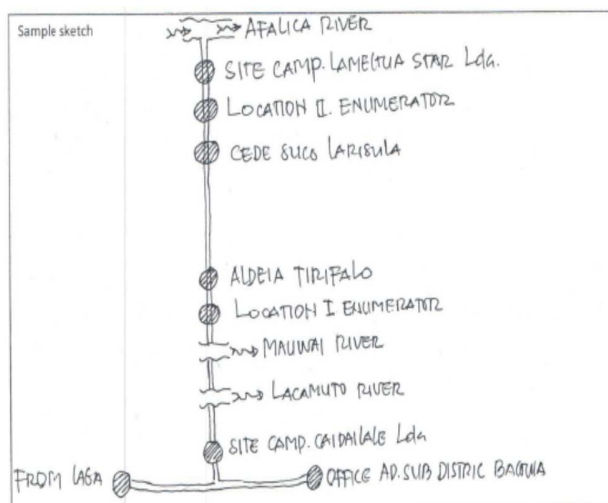 Sample sketch
AFALICA RIVER
SITE CAMP. LAMELTUA STAR Lda.
LOCATION II. ENUMERATOR
CEDE SUCO LARISULA
ALDEIA TIRIFALO
LOCATION I ENUMERATOR
MAUWAI RIVER
LACAMUTO RIVER
SITE CAMP. CAIDAILALE Lda
FROM LAGA
OFFICE AD. SUB DISTRIC BAGUIA